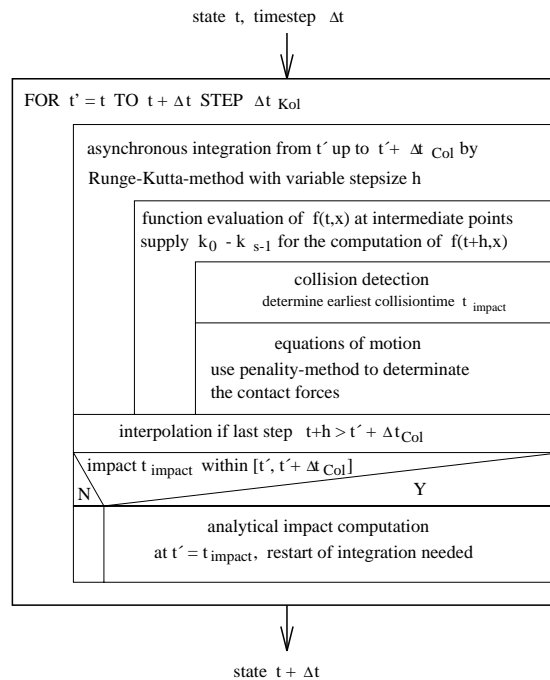 state t, timestep Δt
FOR t' = t TO t + Δt STEP Δt Kol
asynchronous integration from t´ up to t´+ Δt Col by
Runge-Kutta-method with variable stepsize h
function evaluation of f(t,x) at intermediate points
supply k0 - k s-1 for the computation of f(t+h,x)
collision detection
determine earliest collisiontime t impact
equations of motion
use penality-method to determinate
the contact forces
interpolation if last step t+h > t´ + ΔtCol
impact t impact within [t´, t´+ Δt Col]
N
Y
analytical impact computation
at t´ = t impact, restart of integration needed
state t + Δt